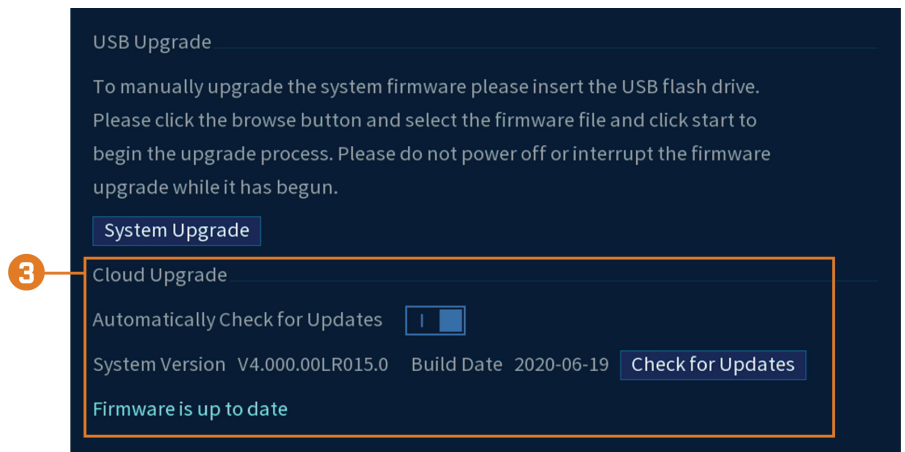 USB Upgrade
To manually upgrade the system firmware please insert the USB flash drive.
Please click the browse button and select the firmware file and click start to
begin the upgrade process. Please do not power off or interrupt the firmware
upgrade while it has begun.
System Upgrade
3
Cloud Upgrade
Automatically Check for Updates
System Version V4.000.00LR015.0 Build Date 2020-06-19 Check for Updates
Firmware is up to date